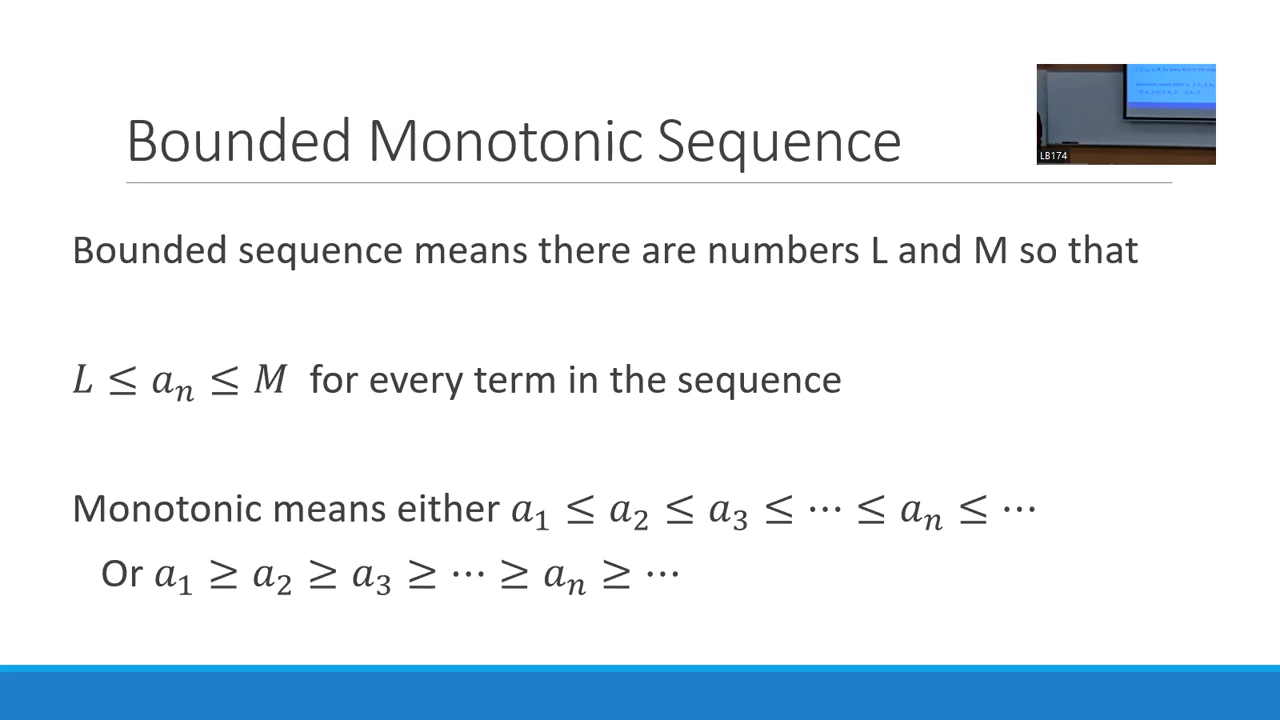 Bounded Monotonic Sequence
LB174
Bounded sequence means there are numbers L and M so that
L ≤ aₙ ≤ M for every term in the sequence
Monotonic means either a₁ ≤ a₂ ≤ a₃ ≤ ⋯ ≤ aₙ ≤ ⋯
Or a₁ ≥ a₂ ≥ a₃ ≥ ⋯ ≥ aₙ ≥ ⋯